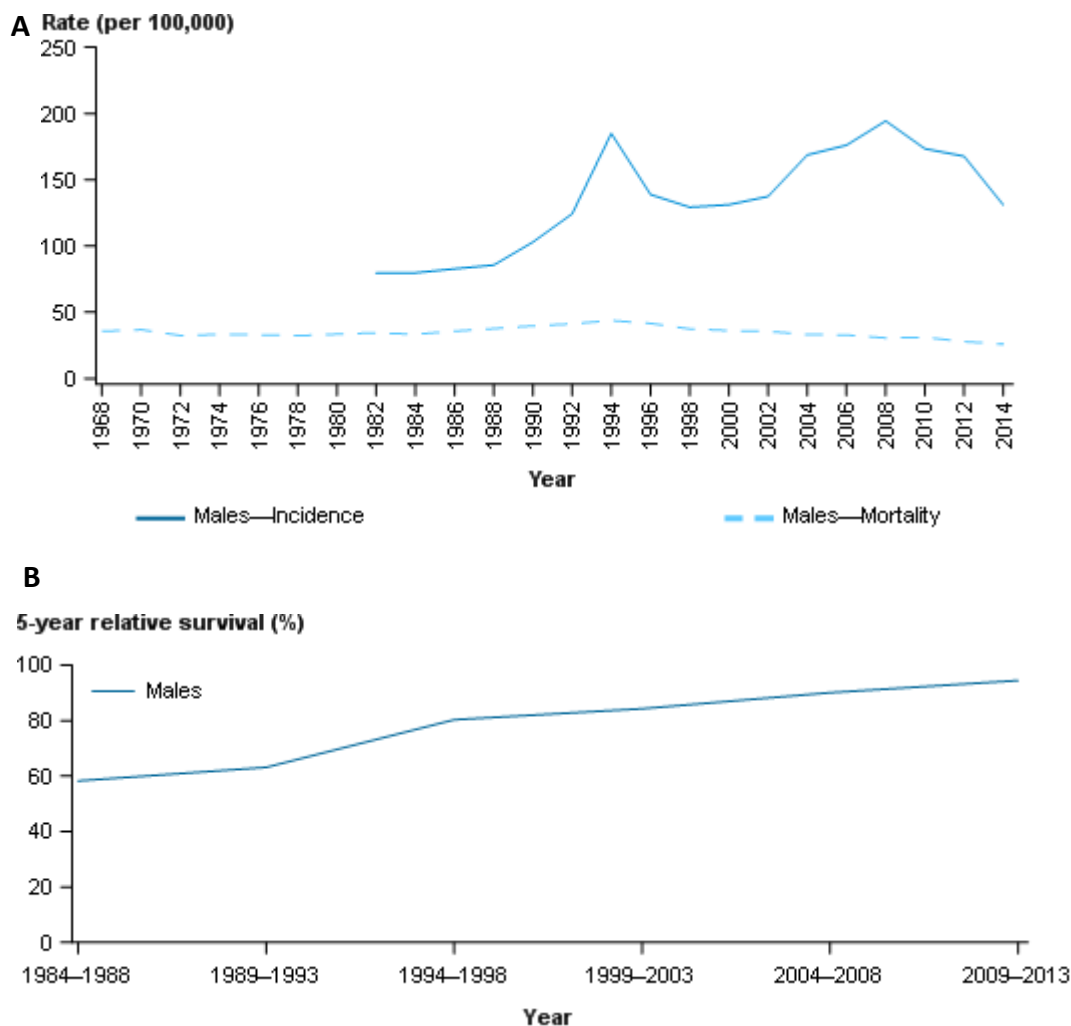 A Rate (per 100,000)
250
200
150
100
50
0
1968 1970 1972 1974 1976 1978 1980 1982 1984 1986 1988 1990 1992 1994 1996 1998 2000 2002 2004 2006 2008 2010 2012 2014
Year
Males—Incidence Males—Mortality
B
5-year relative survival (%)
100
Males
80
60
40
20
0
1984–1988 1989–1993 1994–1998 1999–2003 2004–2008 2009–2013
Year